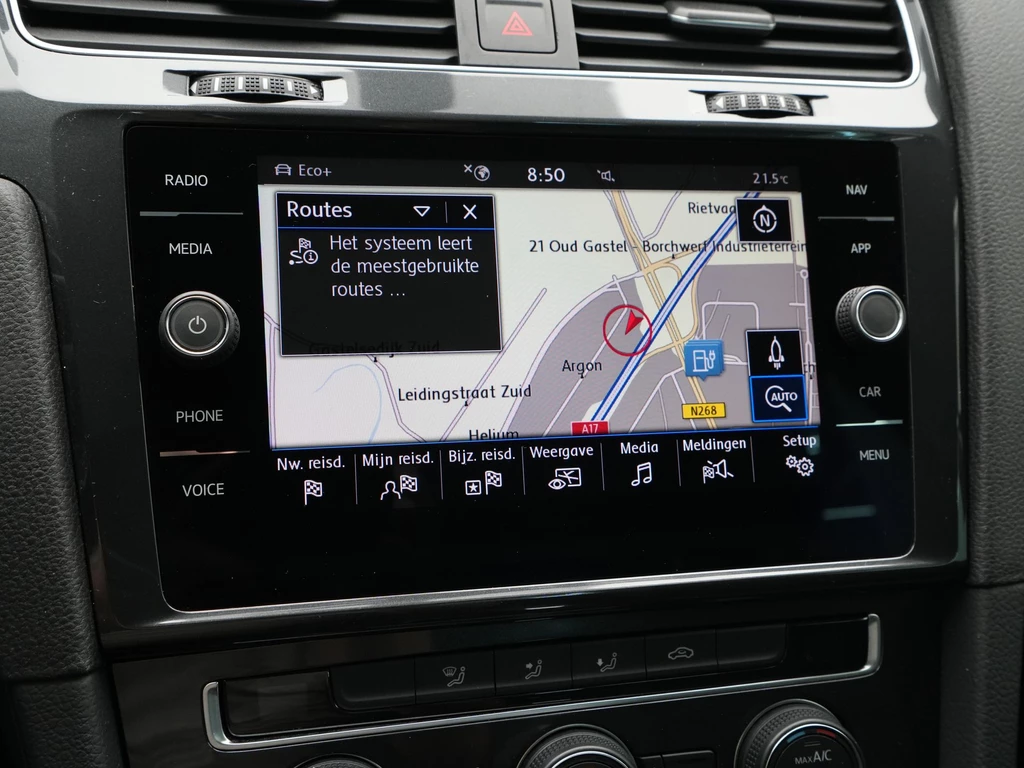 RADIO
MEDIA
PHONE
VOICE
NAV
APP
CAR
MENU
Eco+
8:50
21.5°C
Routes
Het systeem leert
de meestgebruikte
routes ...
N
21 Oud Gastel - Borchwerf Industrieterrein
Gastelsedijk Zuid
Argon
Leidingstraat Zuid
Helium
A17
N268
AUTO
Nw. reisd.
Mijn reisd.
Bijz. reisd.
Weergave
Media
Meldingen
Setup
MAX A/C